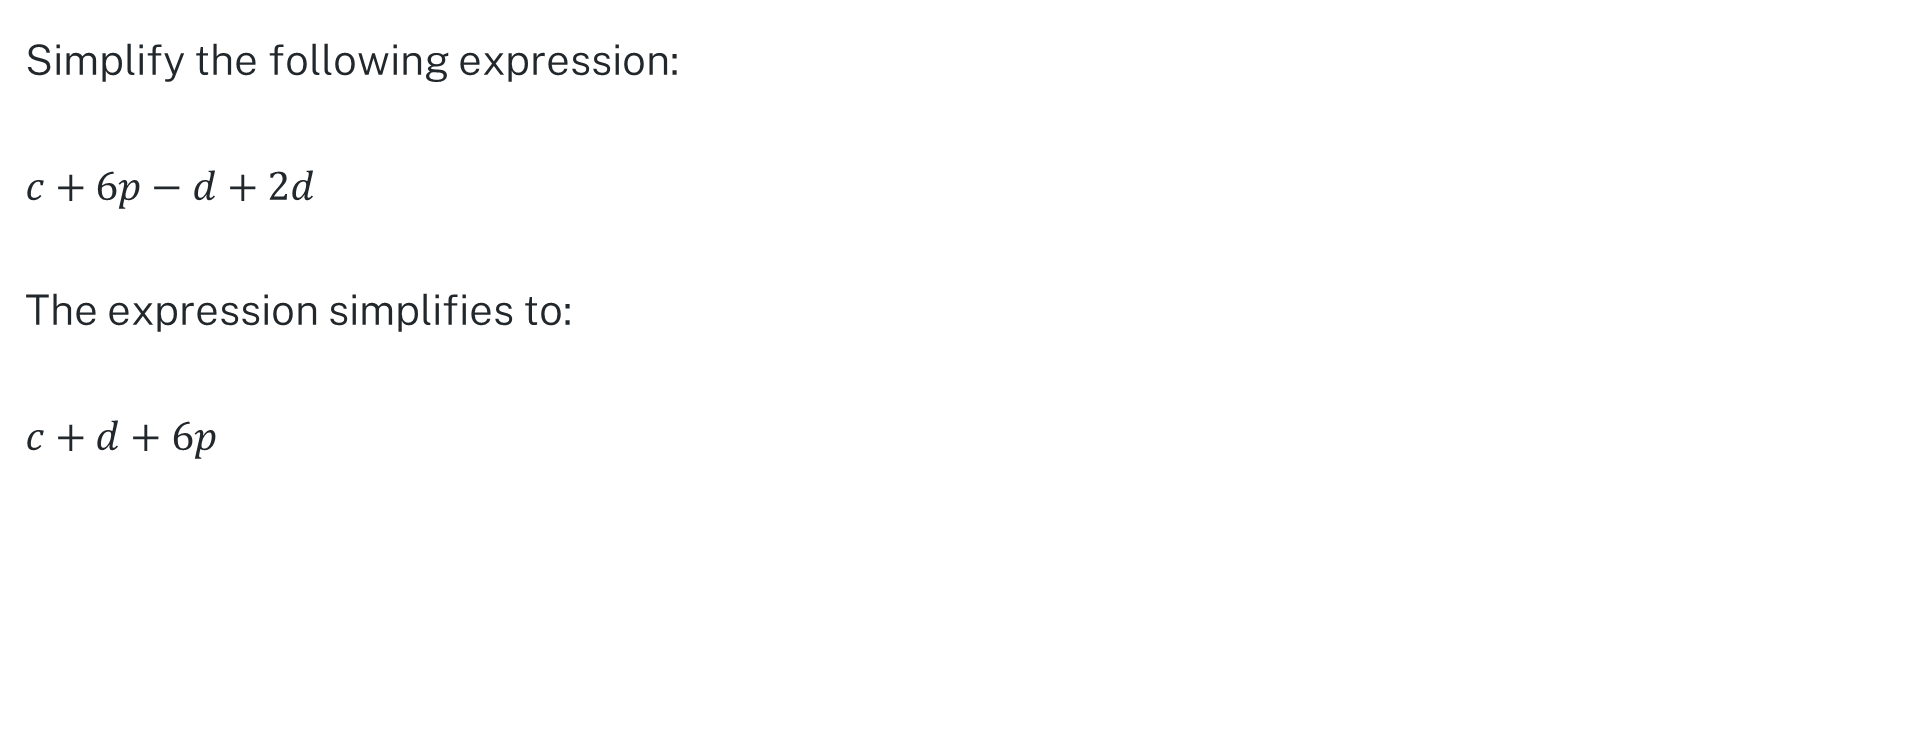 Simplify the following expression:
c + 6p − d + 2d
The expression simplifies to:
c + d + 6p